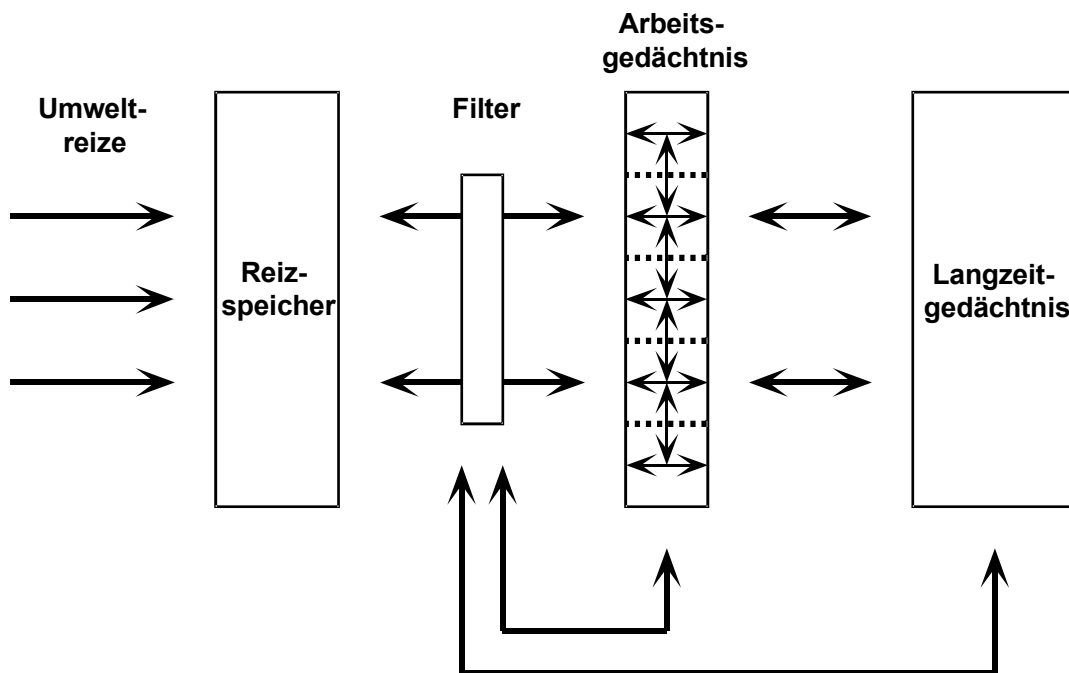 Umwelt-
reize
Reiz-
speicher
Filter
Arbeits-
gedächtnis
Langzeit-
gedächtnis